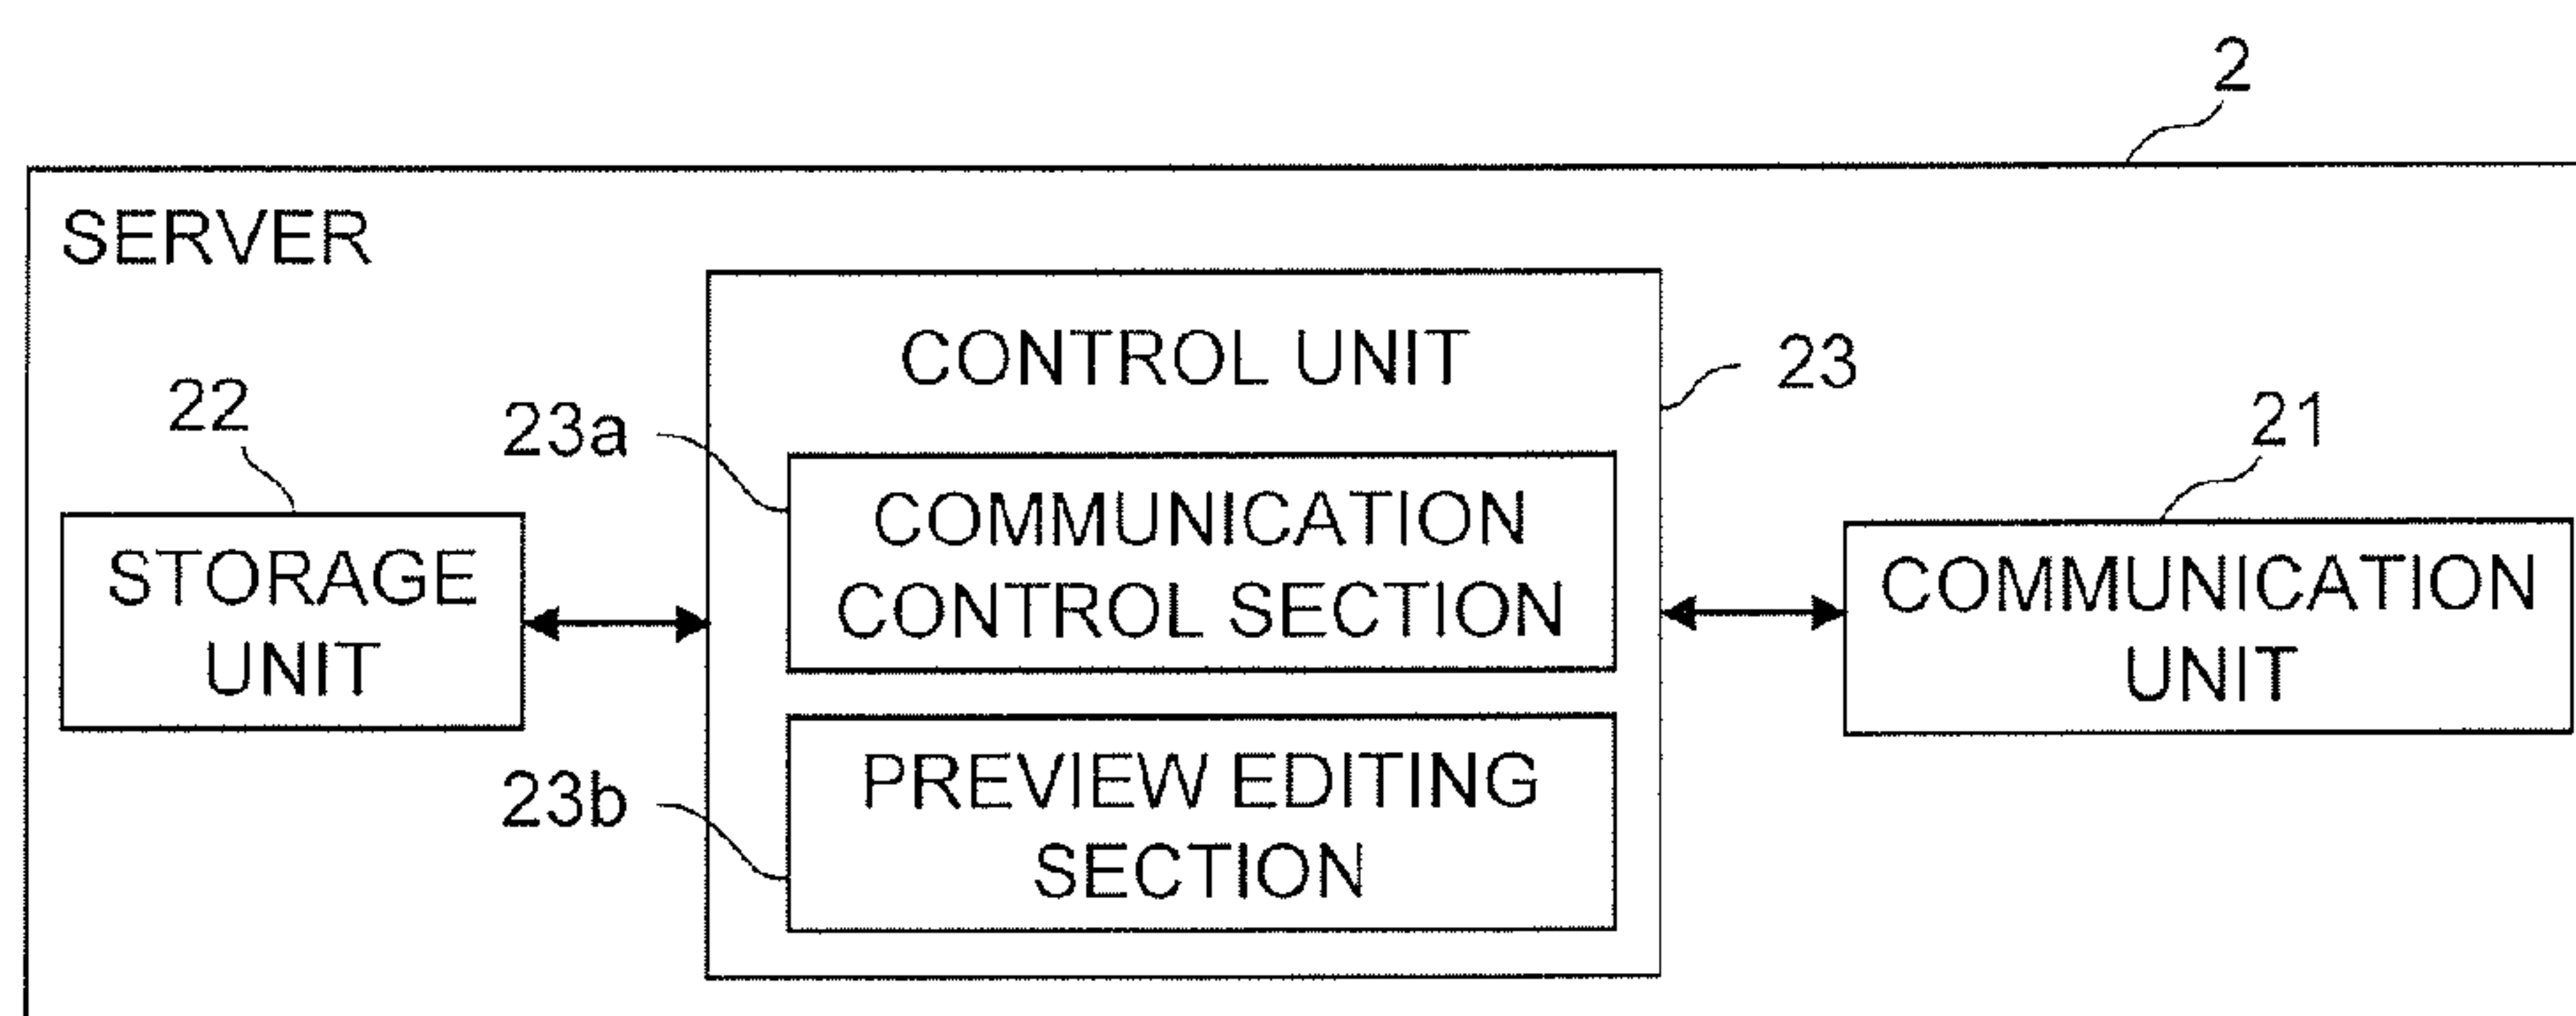 2
SERVER
CONTROL UNIT
23
22
23a
21
COMMUNICATION
CONTROL SECTION
STORAGE
UNIT
COMMUNICATION
UNIT
23b
PREVIEW EDITING
SECTION